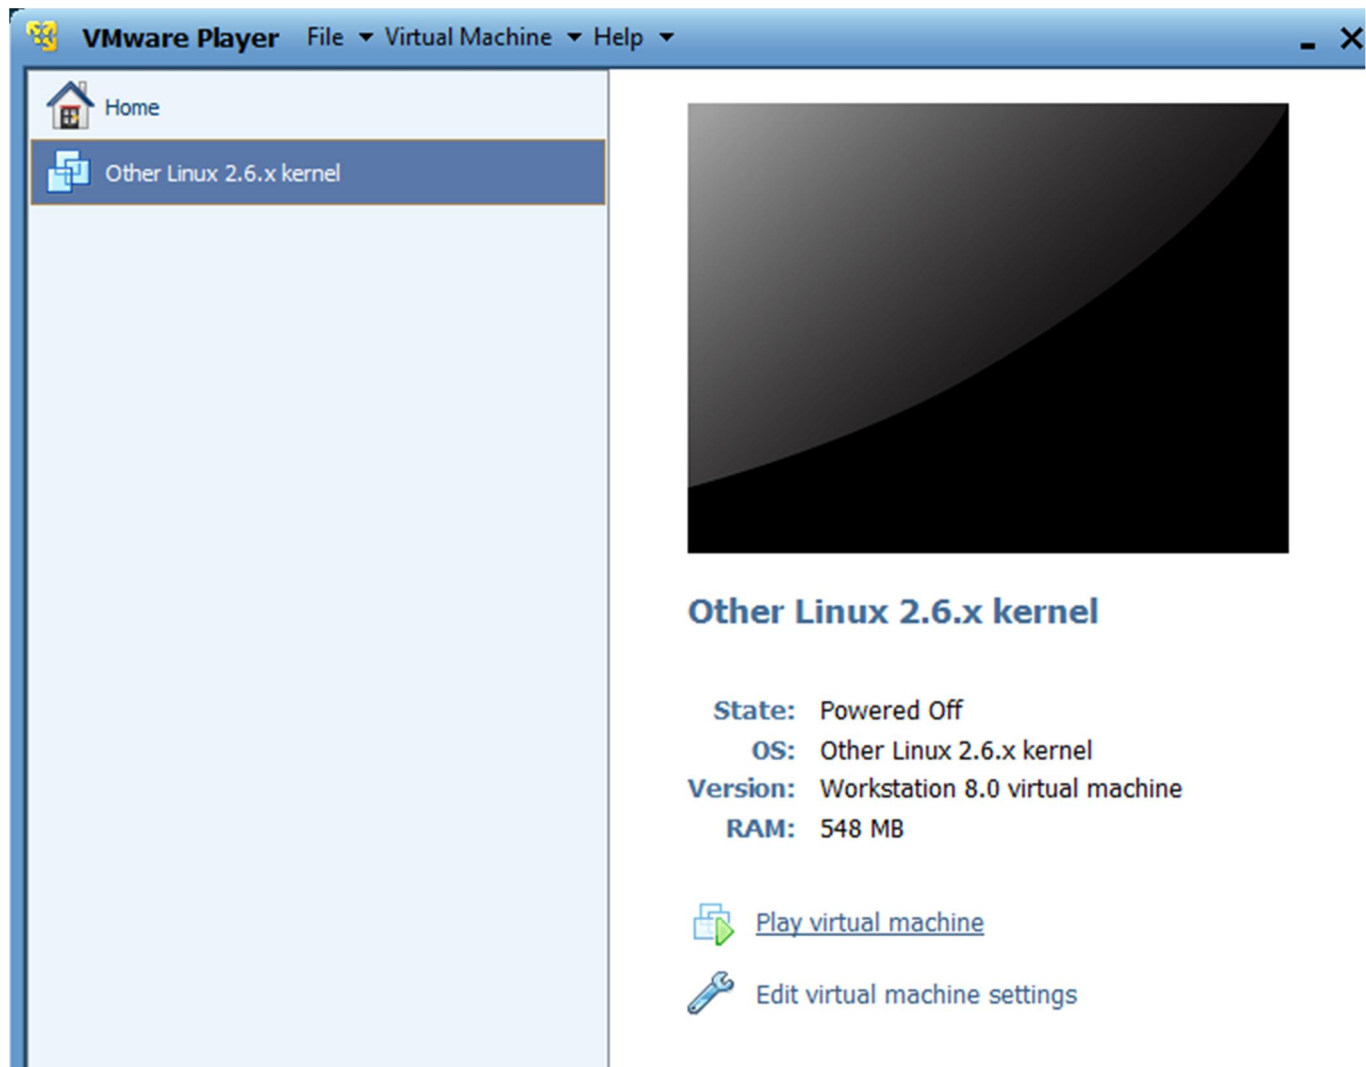 VMware Player File Virtual Machine Help
Home
Other Linux 2.6.x kernel
Other Linux 2.6.x kernel
State: Powered Off
OS: Other Linux 2.6.x kernel
Version: Workstation 8.0 virtual machine
RAM: 548 MB
Play virtual machine
Edit virtual machine settings